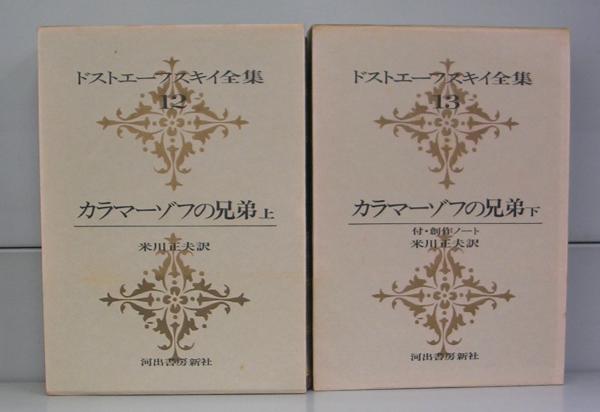 ドストエーフスキイ全集
12
カラマーゾフの兄弟 上
米川正夫訳
河出書房新社
ドストエーフスキイ全集
13
カラマーゾフの兄弟 下
付・創作ノート
米川正夫訳
河出書房新社